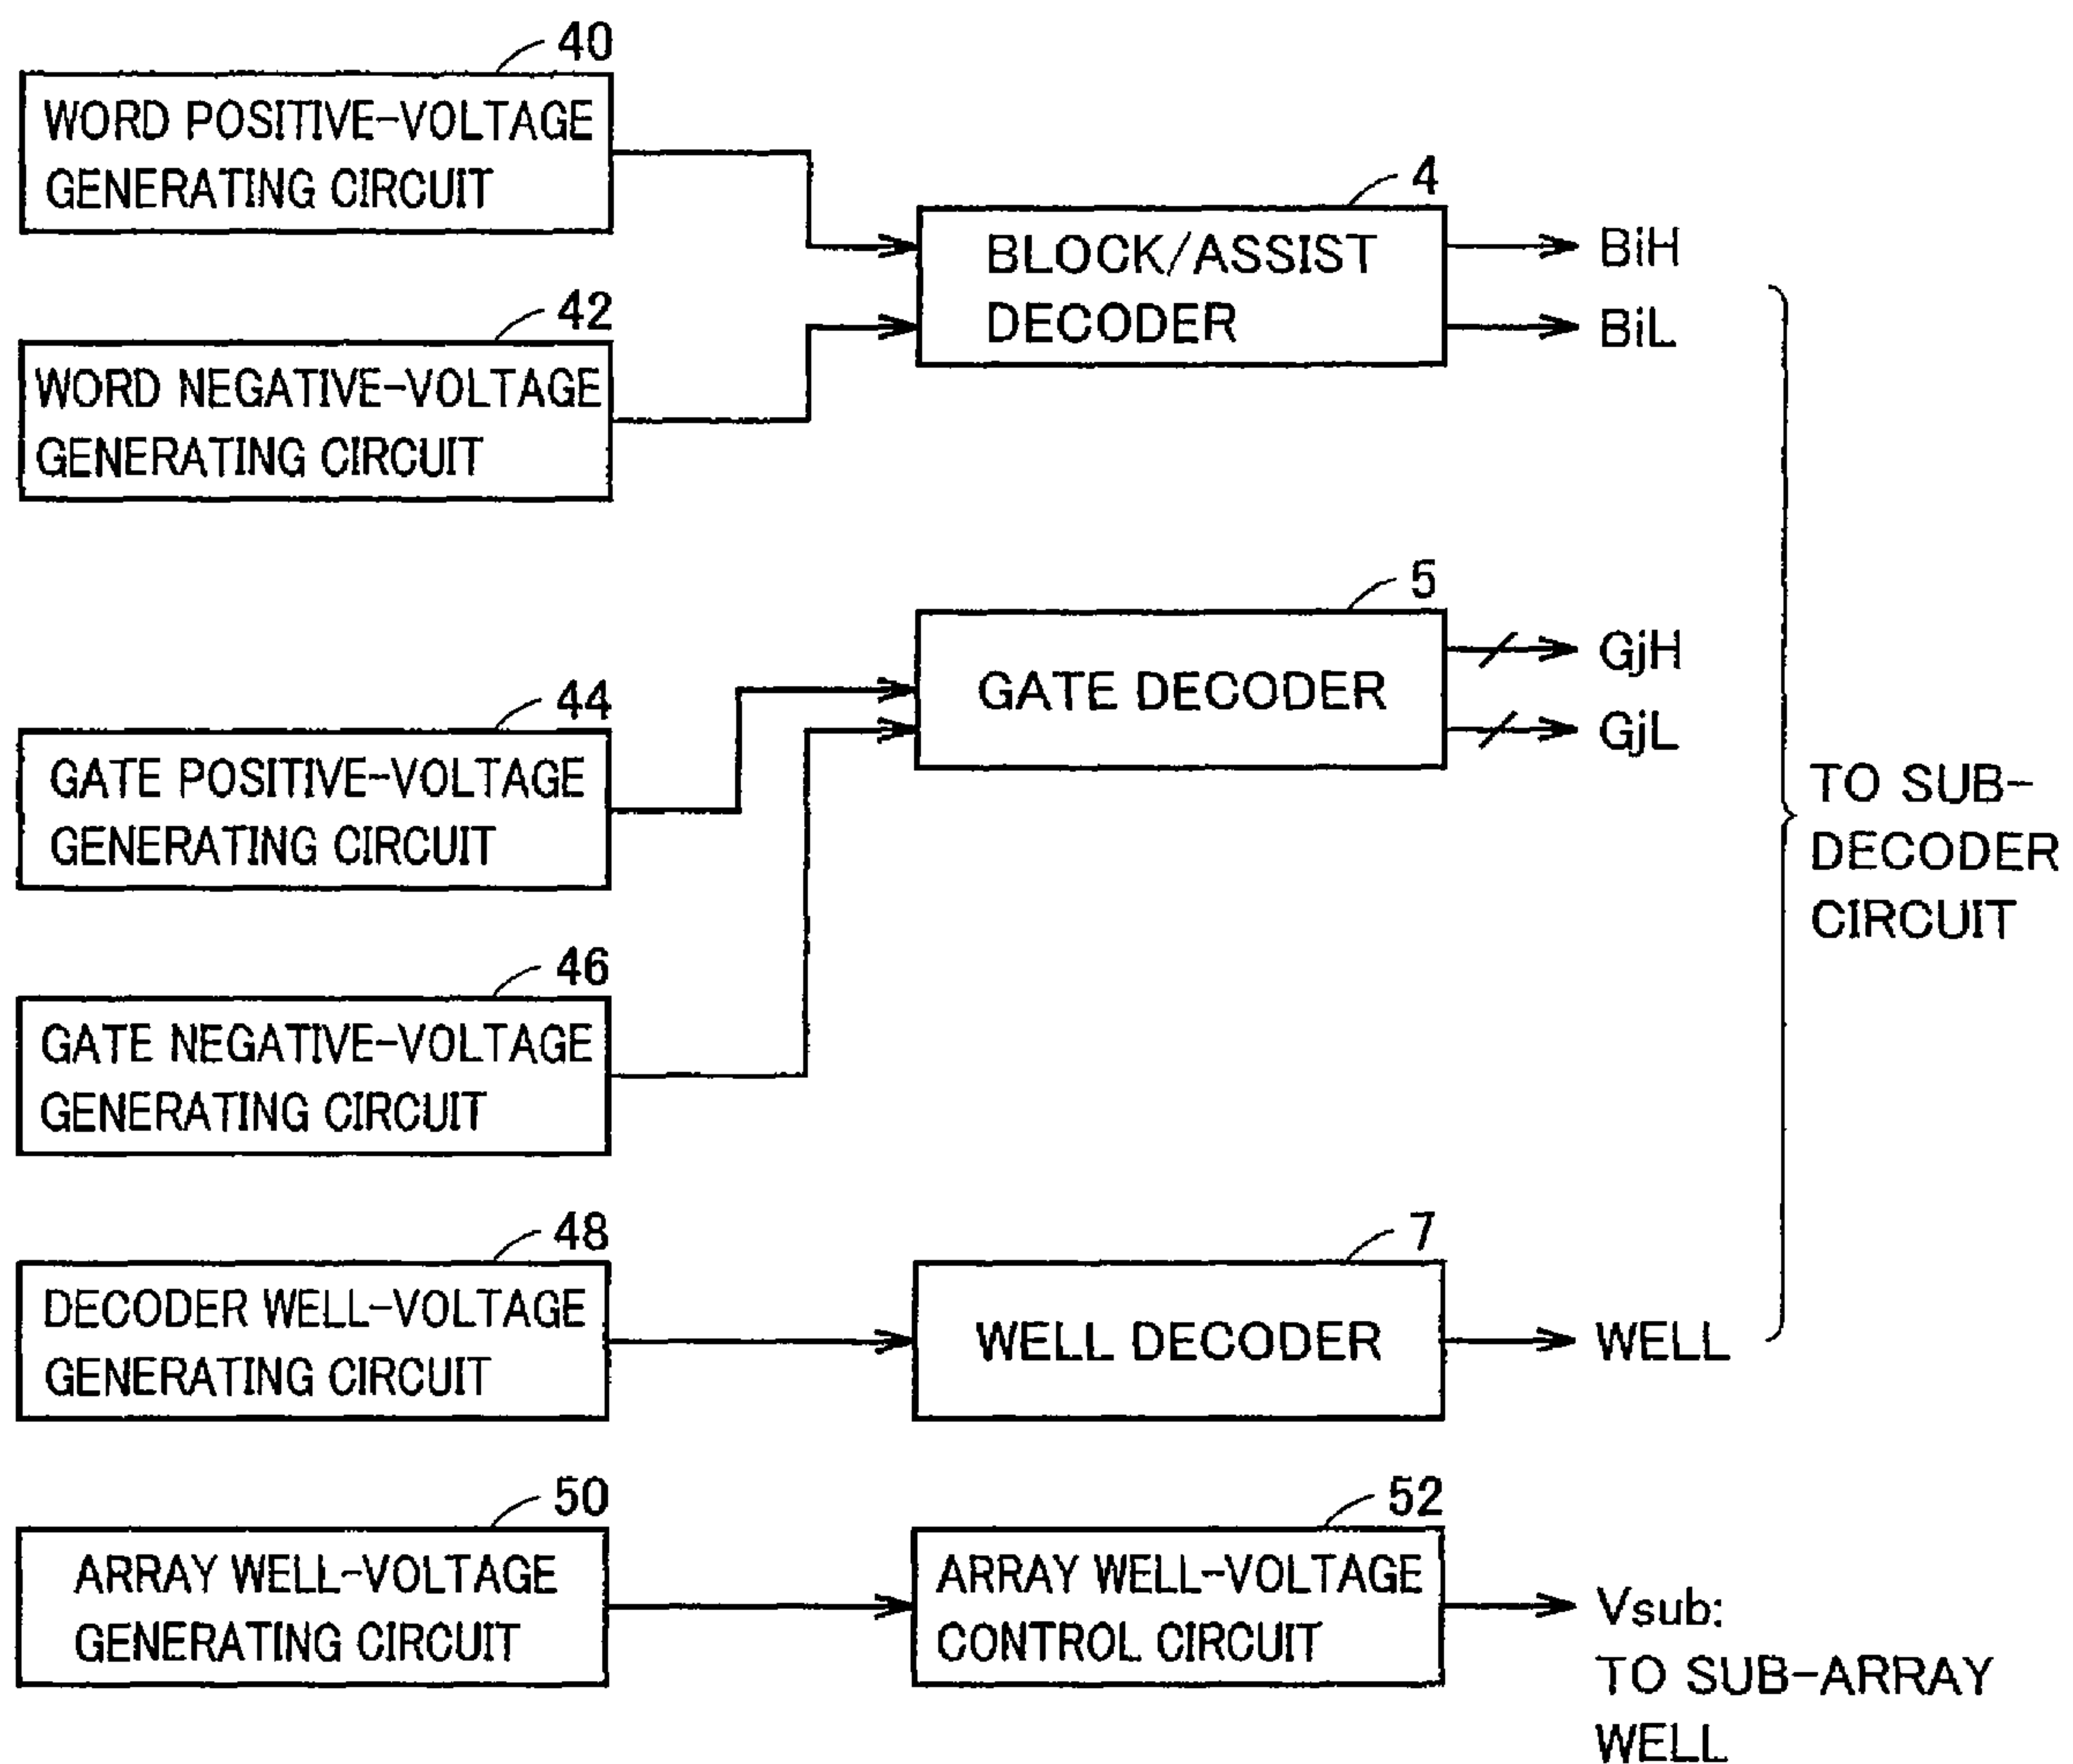 40
WORD POSITIVE-VOLTAGE
GENERATING CIRCUIT
42
WORD NEGATIVE-VOLTAGE
GENERATING CIRCUIT
4
BLOCK/ASSIST
DECODER
BiH
BiL
44
GATE POSITIVE-VOLTAGE
GENERATING CIRCUIT
46
GATE NEGATIVE-VOLTAGE
GENERATING CIRCUIT
5
GATE DECODER
GjH
GjL
TO SUB-
DECODER
CIRCUIT
48
DECODER WELL-VOLTAGE
GENERATING CIRCUIT
7
WELL DECODER
WELL
50
ARRAY WELL-VOLTAGE
GENERATING CIRCUIT
52
ARRAY WELL-VOLTAGE
CONTROL CIRCUIT
Vsub:
TO SUB-ARRAY
WELL